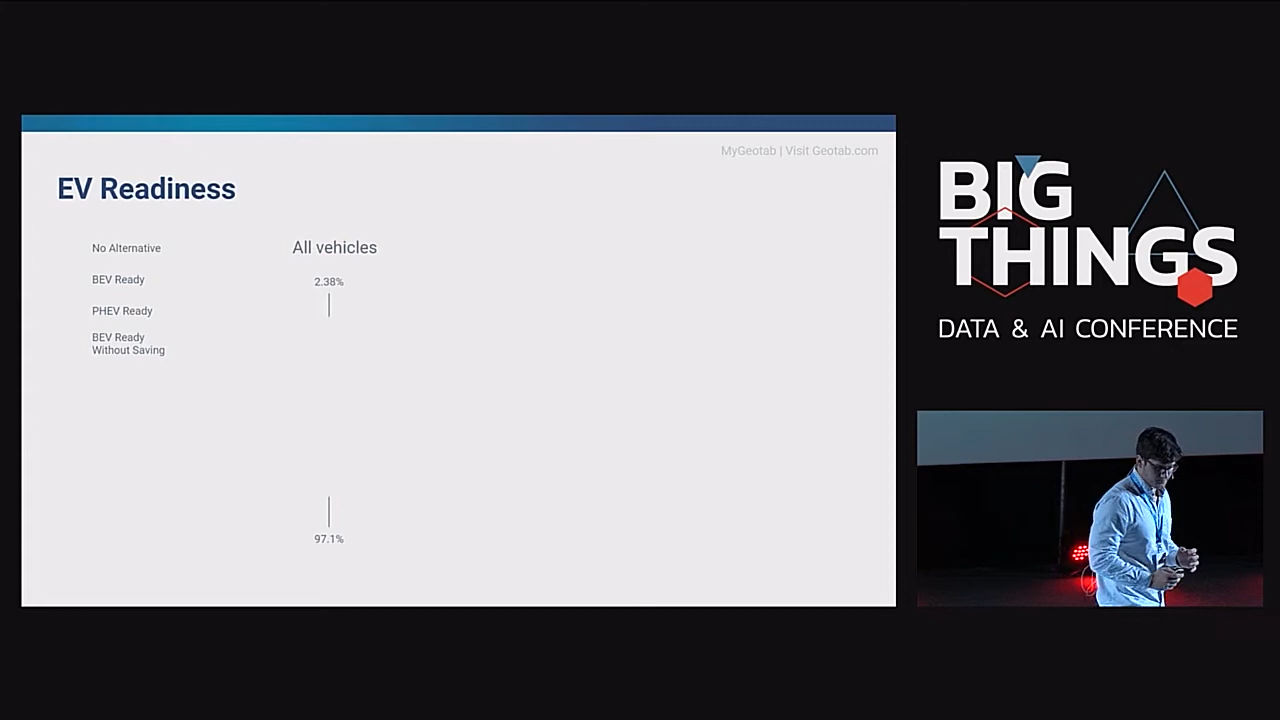 MyGeotab | Visit Geotab.com
EV Readiness
No Alternative
BEV Ready
PHEV Ready
BEV Ready
Without Saving
All vehicles
2.38%
97.1%
BIG
THINGS
DATA & AI CONFERENCE